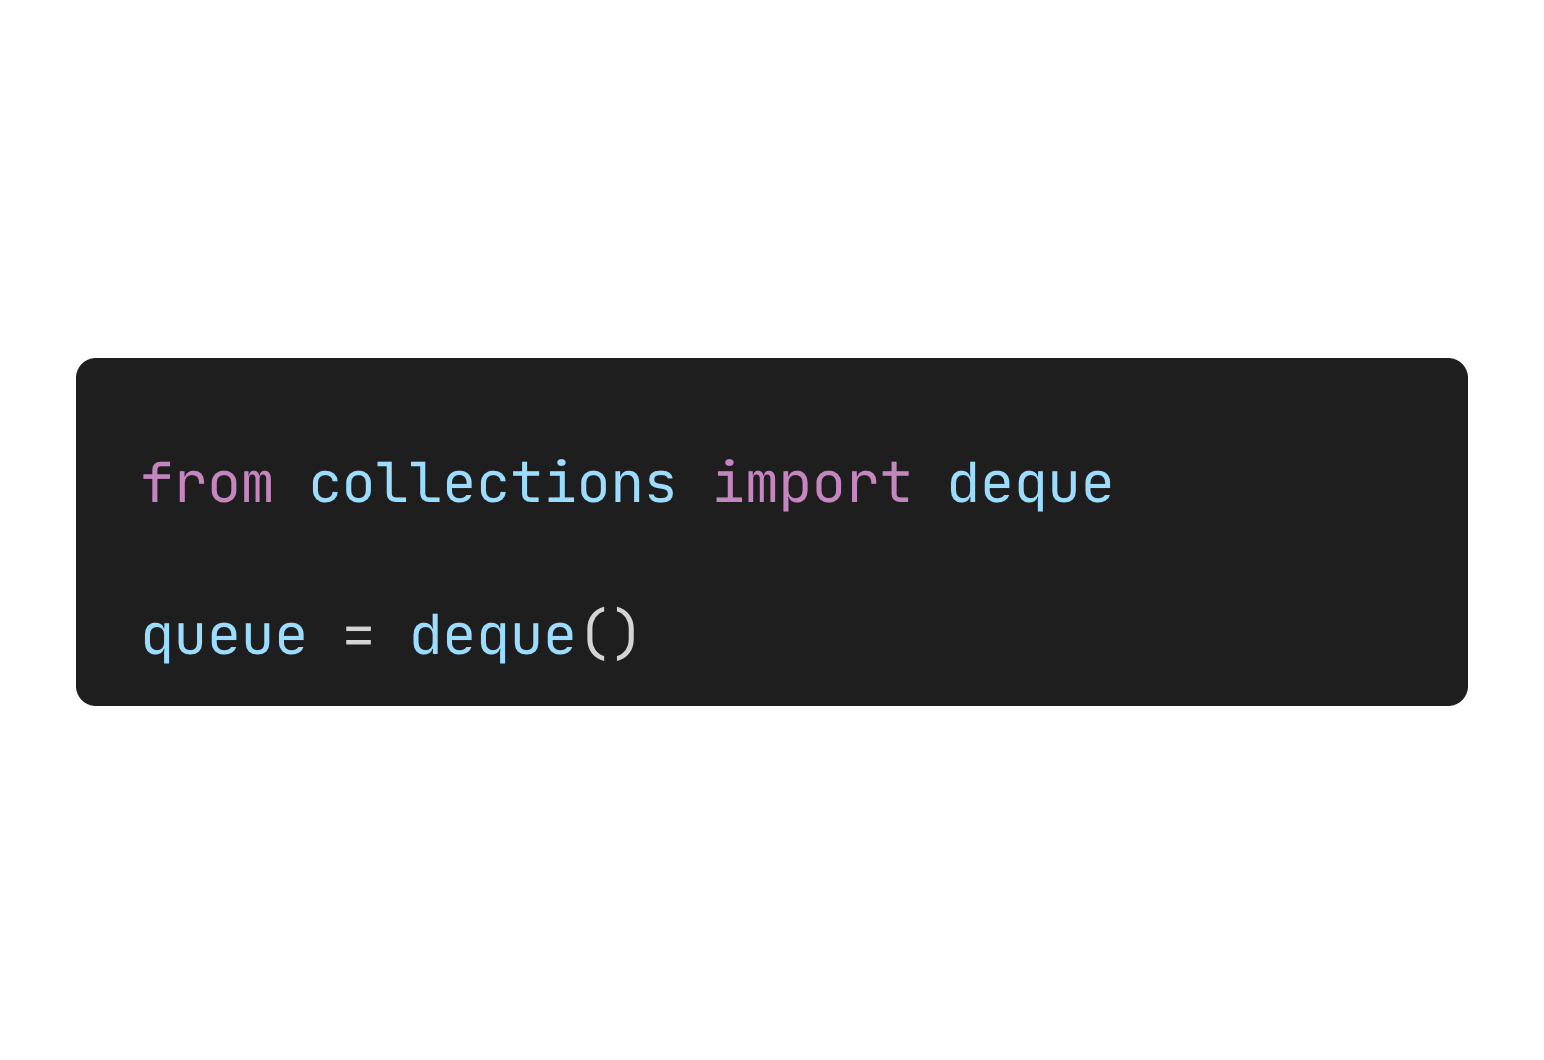 from collections import deque
queue = deque()